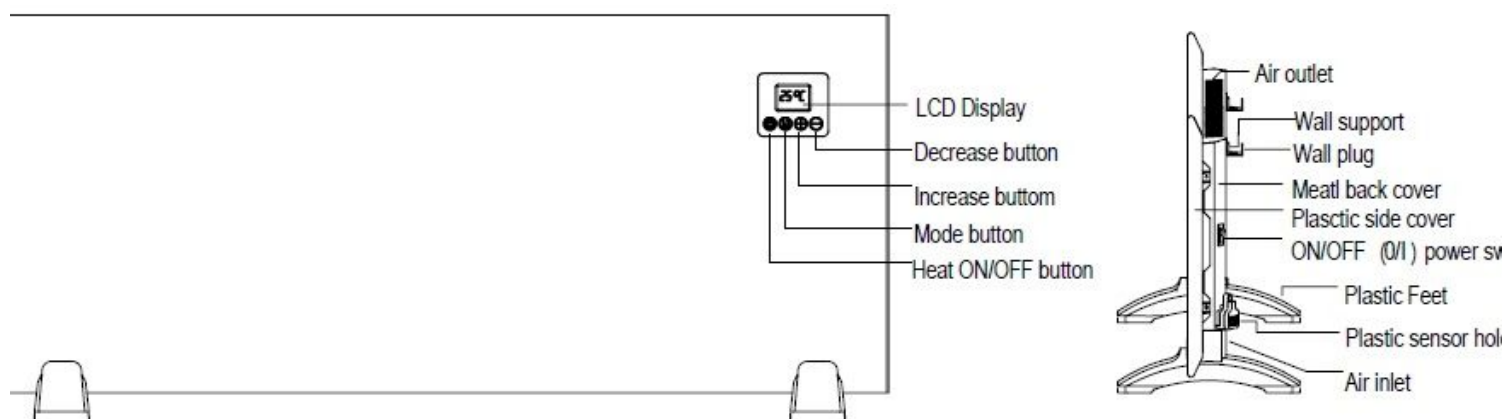 25°C
LCD Display
Decrease button
Increase buttom
Mode button
Heat ON/OFF button
Air outlet
Wall support
Wall plug
Meatl back cover
Plasctic side cover
ON/OFF (0/I) power sw
Plastic Feet
Plastic sensor hol
Air inlet